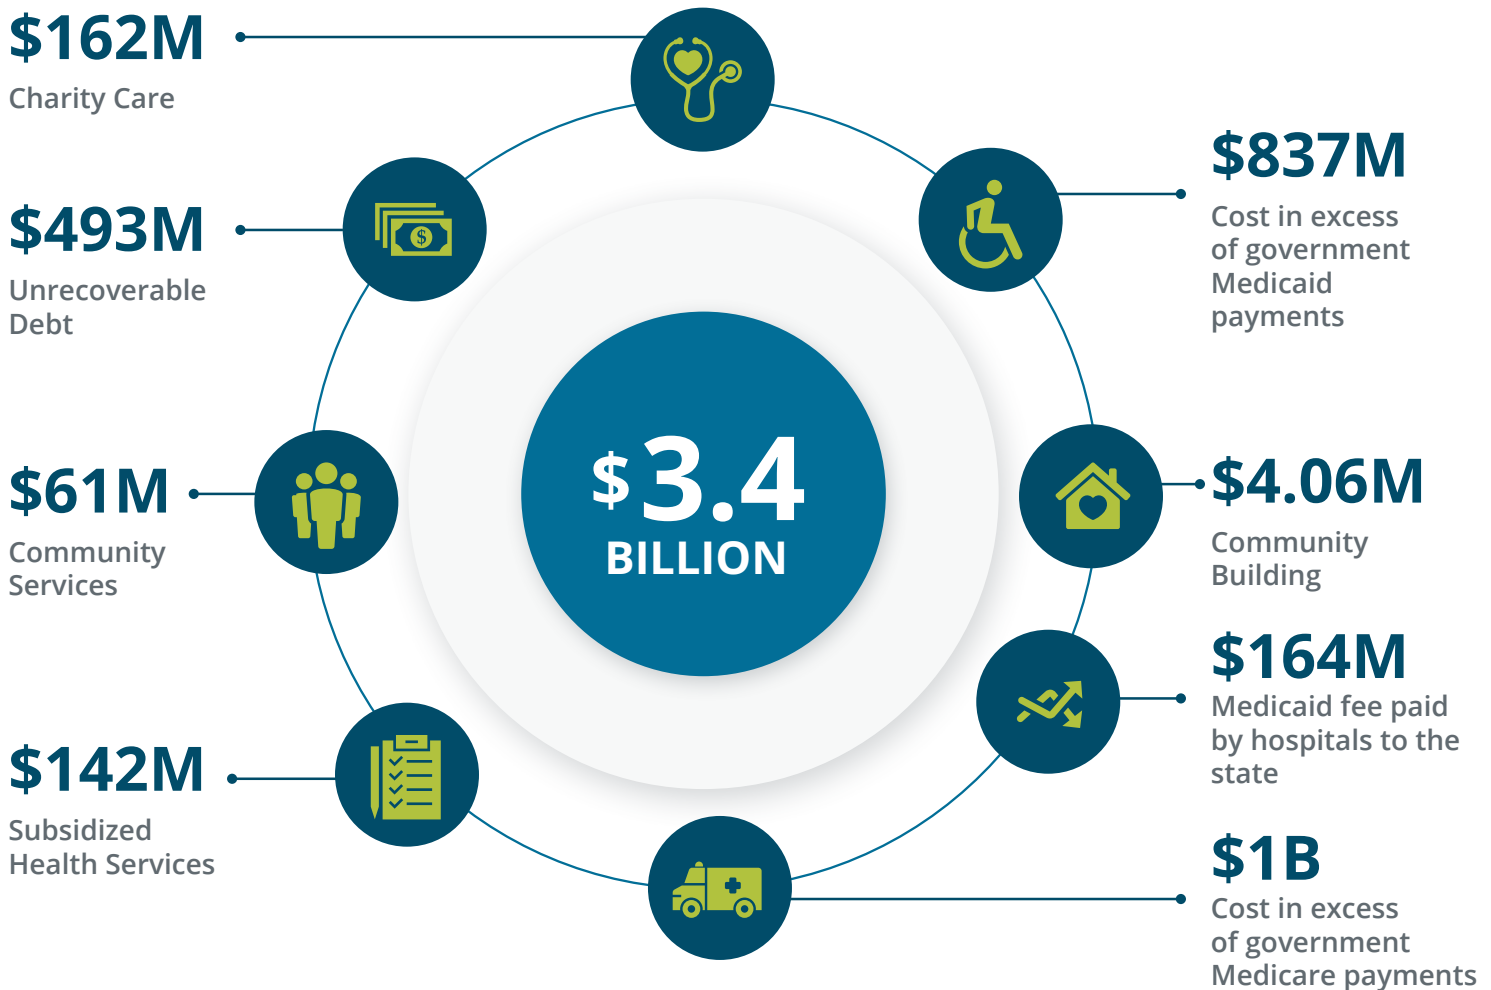 $162M
Charity Care
$493M
Unrecoverable
Debt
$61M
Community
Services
$142M
Subsidized
Health Services
$
$3.4
BILLION
$837M
Cost in excess
of government
Medicaid
payments
$4.06M
Community
Building
$164M
Medicaid fee paid
by hospitals to the
state
$1B
Cost in excess
of government
Medicare payments